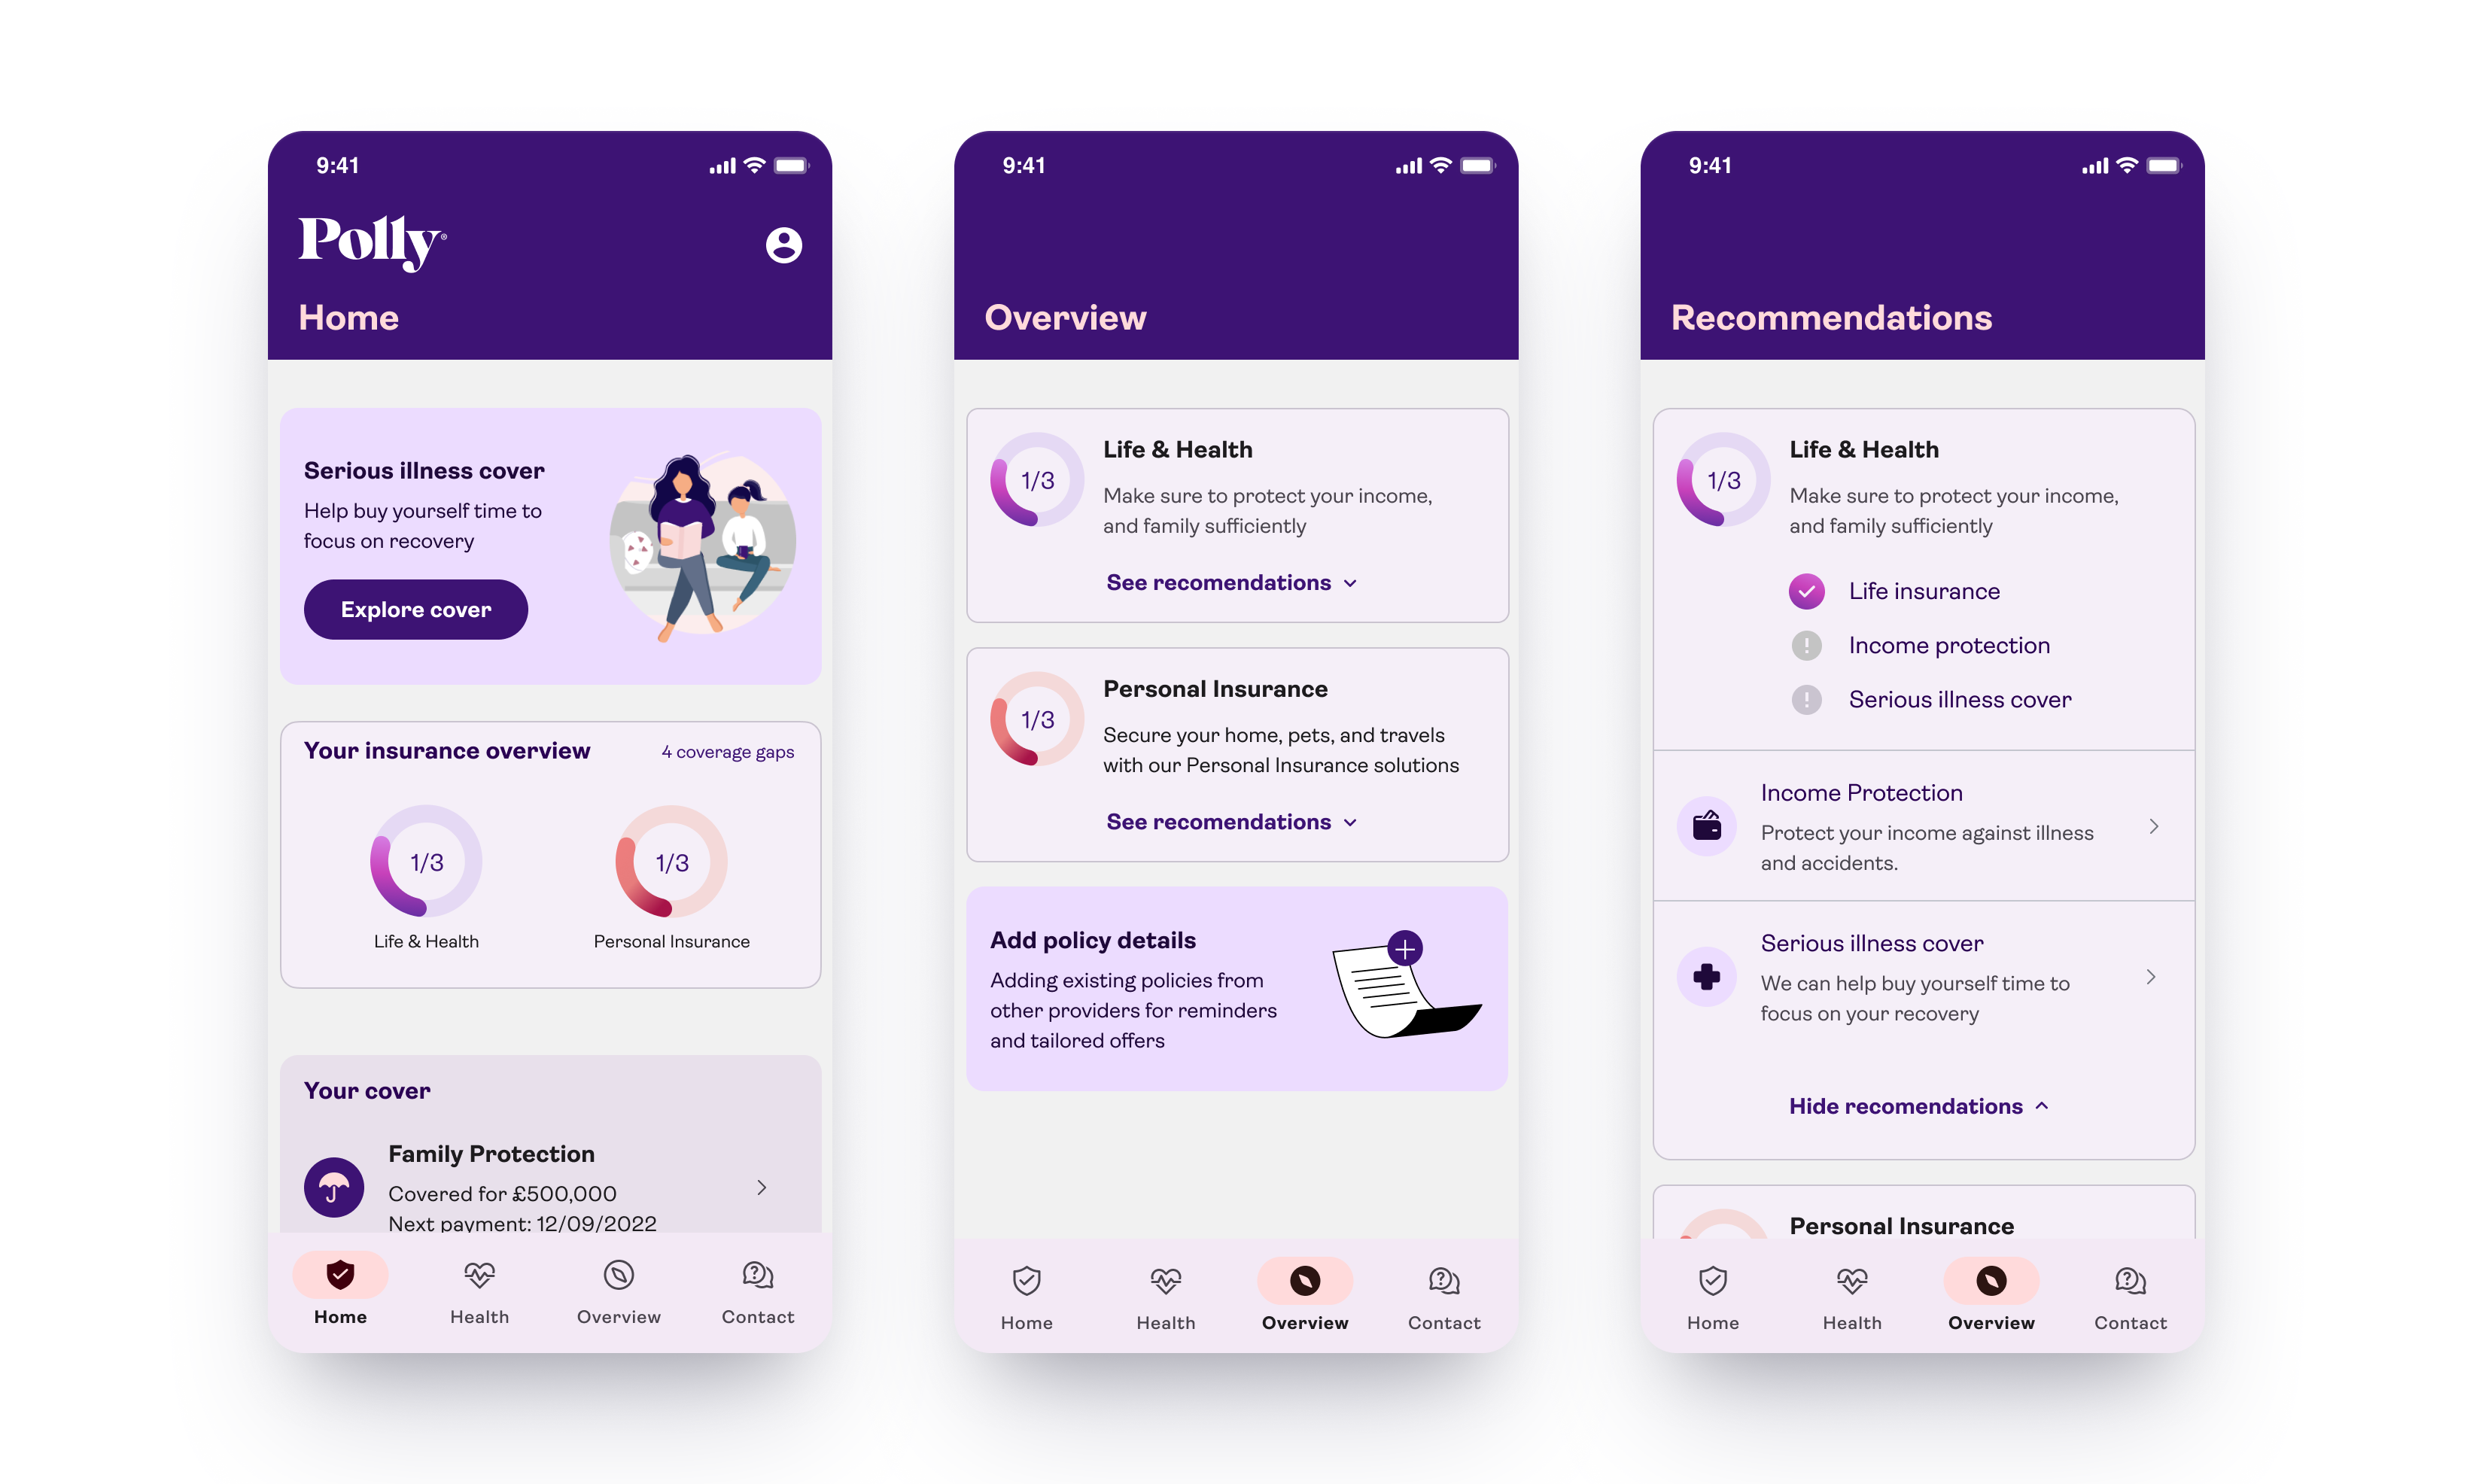 9:41
Polly®
Home
Serious illness cover
Help buy yourself time to
focus on recovery
Explore cover
Your insurance overview
4 coverage gaps
1/3
1/3
Life & Health
Personal Insurance
Your cover
Family Protection
Covered for £500,000
Next payment: 12/09/2022
Home
Health
Overview
Contact
9:41
Overview
1/3
Life & Health
Make sure to protect your income,
and family sufficiently
See recomendations
1/3
Personal Insurance
Secure your home, pets, and travels
with our Personal Insurance solutions
See recomendations
Add policy details
Adding existing policies from
other providers for reminders
and tailored offers
Home
Health
Overview
Contact
9:41
Recommendations
1/3
Life & Health
Make sure to protect your income,
and family sufficiently
Life insurance
Income protection
Serious illness cover
Income Protection
Protect your income against illness
and accidents.
Serious illness cover
We can help buy yourself time to
focus on your recovery
Hide recomendations
Personal Insurance
Home
Health
Overview
Contact